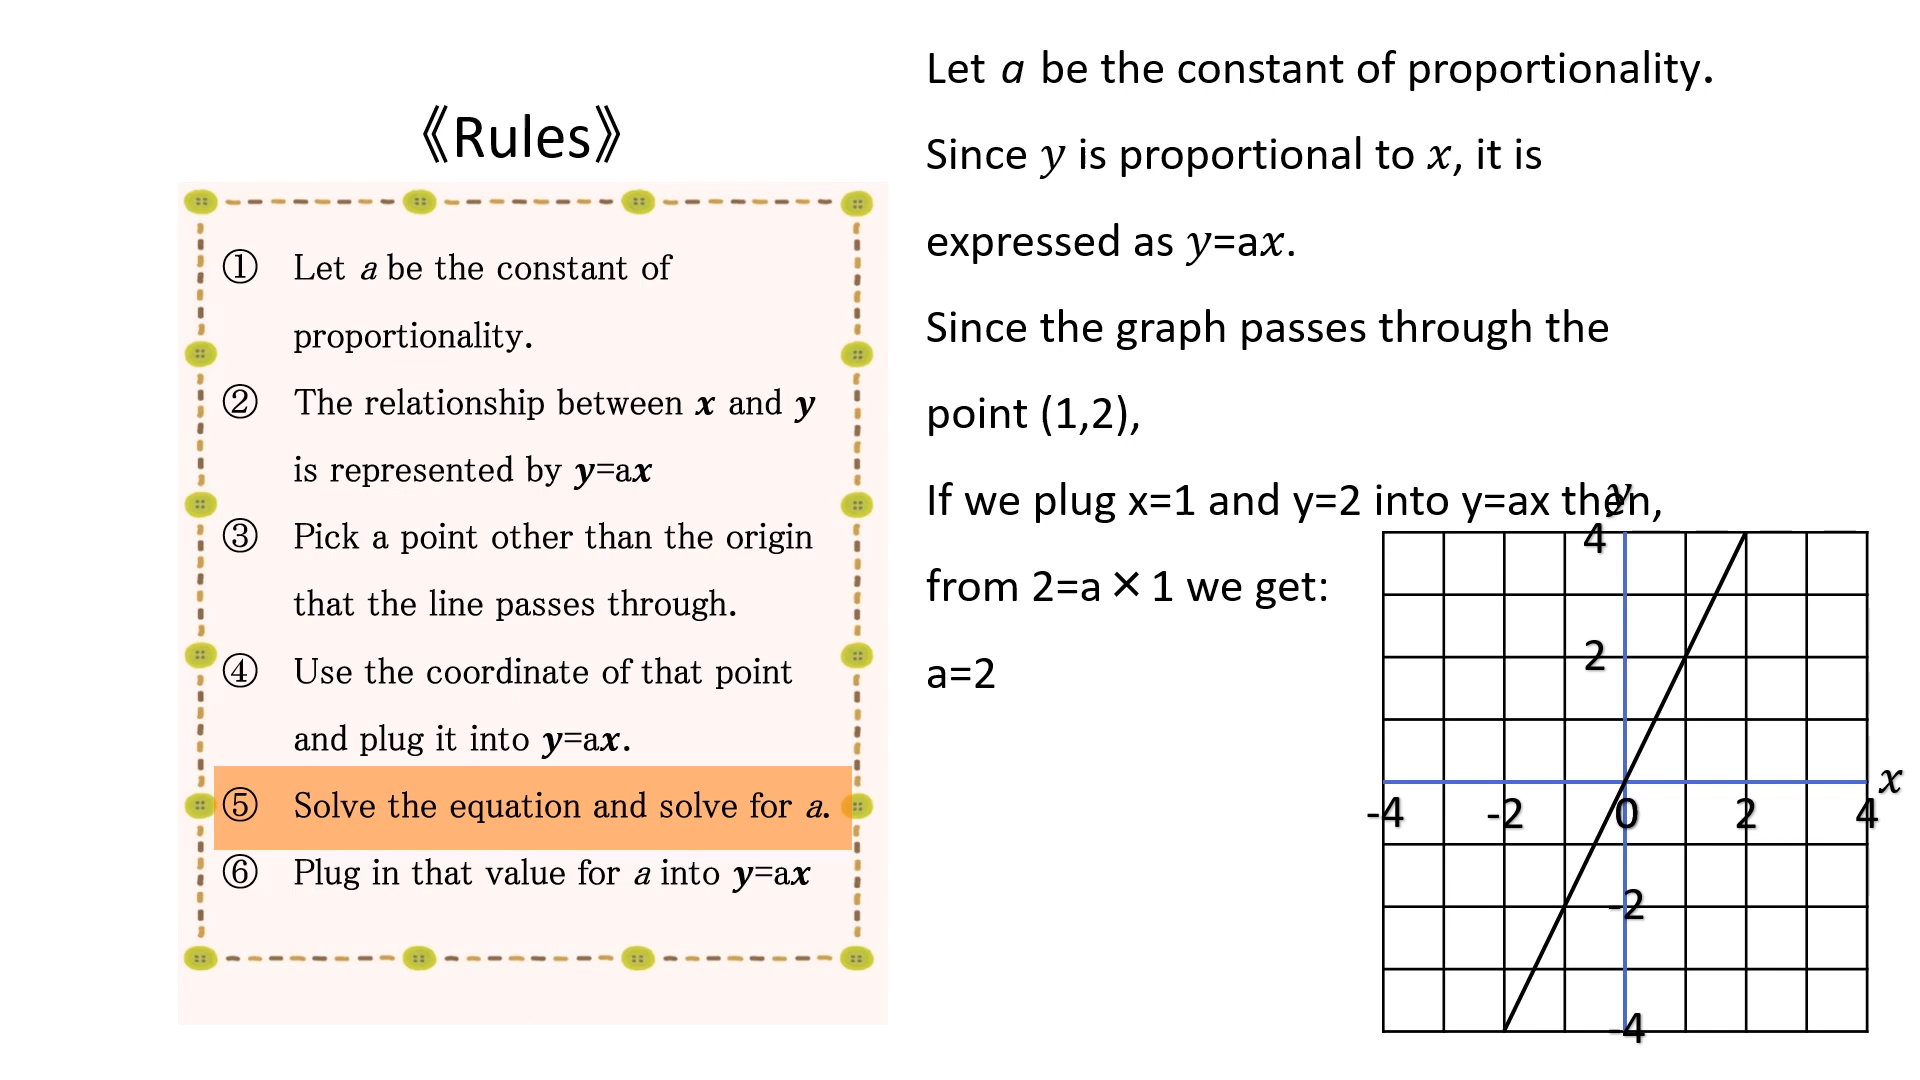 《Rules》
① Let a be the constant of
proportionality.
② The relationship between x and y
is represented by y=ax
③ Pick a point other than the origin
that the line passes through.
④ Use the coordinate of that point
and plug it into y=ax.
⑤ Solve the equation and solve for a.
⑥ Plug in that value for a into y=ax
Let a be the constant of proportionality.
Since y is proportional to x, it is
expressed as y=ax.
Since the graph passes through the
point (1,2),
If we plug x=1 and y=2 into y=ax then,
from 2=a×1 we get:
a=2
y
4
2
x
-4 -2 0 2 4
-2
-4